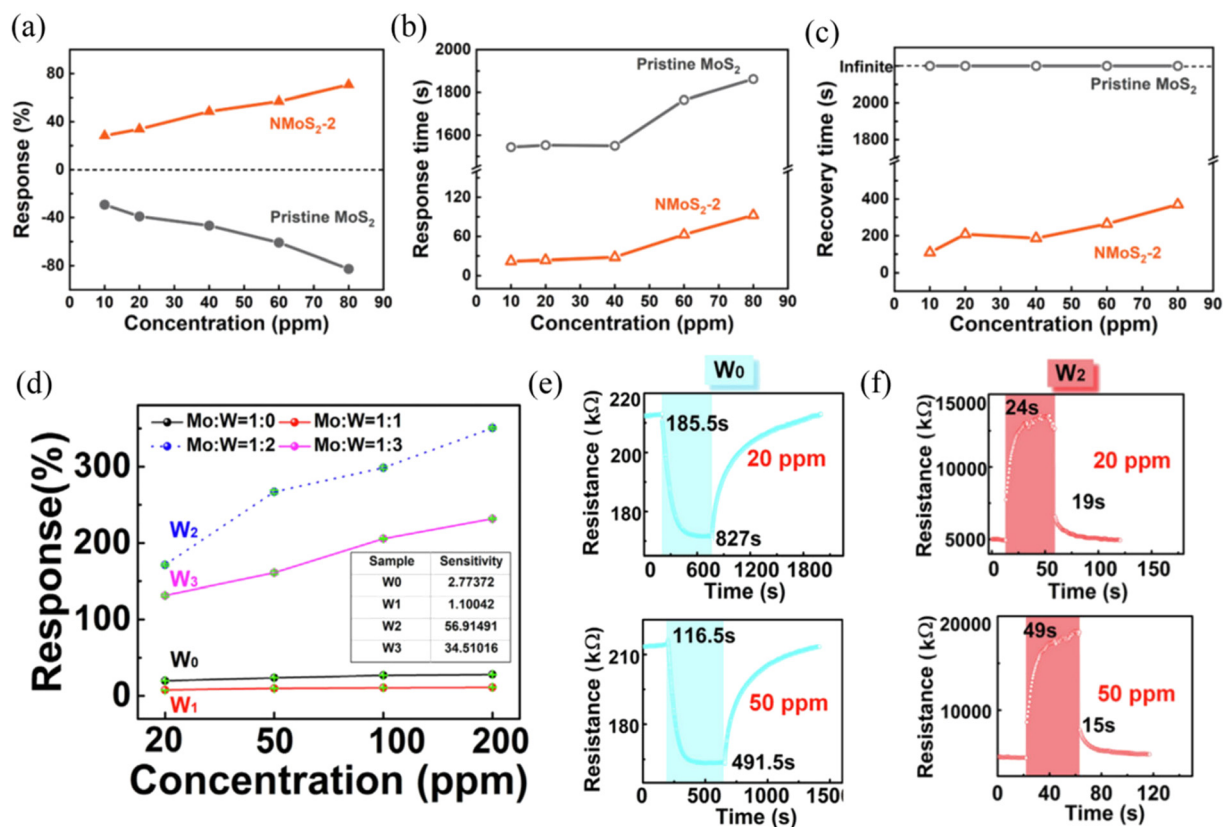 (a)
80
40
0
-40
-80
Response (%)
NMoS₂-2
Pristine MoS₂
0 10 20 30 40 50 60 70 80 90
Concentration (ppm)
(b)
2000
1800
1600
120
60
0
Response time (s)
Pristine MoS₂
NMoS₂-2
0 10 20 30 40 50 60 70 80 90
Concentration (ppm)
(c)
Infinite
2000
400
200
0
Recovery time (s)
Pristine MoS₂
NMoS₂-2
0 10 20 30 40 50 60 70 80 90
Concentration (ppm)
(d)
Mo:W=1:0 Mo:W=1:1
Mo:W=1:2 Mo:W=1:3
300
200
100
0
Response(%)
W₂
W₃
W₀
W₁
Sample Sensitivity
W0 2.77372
W1 1.10042
W2 56.91491
W3 34.51016
20 50 100 200
Concentration (ppm)
(e)
W₀
220
210
190
170
Resistance (kΩ)
185.5s
20 ppm
827s
0 600 1200 1800
Time (s)
210
180
Resistance (kΩ)
116.5s
50 ppm
491.5s
0 500 1000 1500
Time (s)
(f)
W₂
15000
10000
5000
Resistance (kΩ)
24s
20 ppm
19s
0 50 100 150
Time (s)
20000
10000
Resistance (kΩ)
49s
50 ppm
15s
0 40 80 120 160
Time (s)